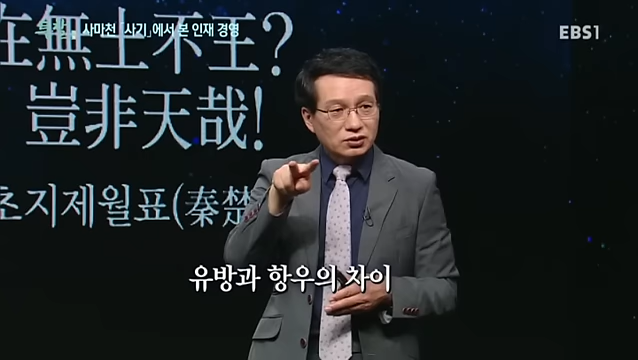 사마천 「사기」에서 본 인재 경영
EBS1
在無土不王?
豈非天哉!
초지제월표(秦楚
유방과 항우의 차이